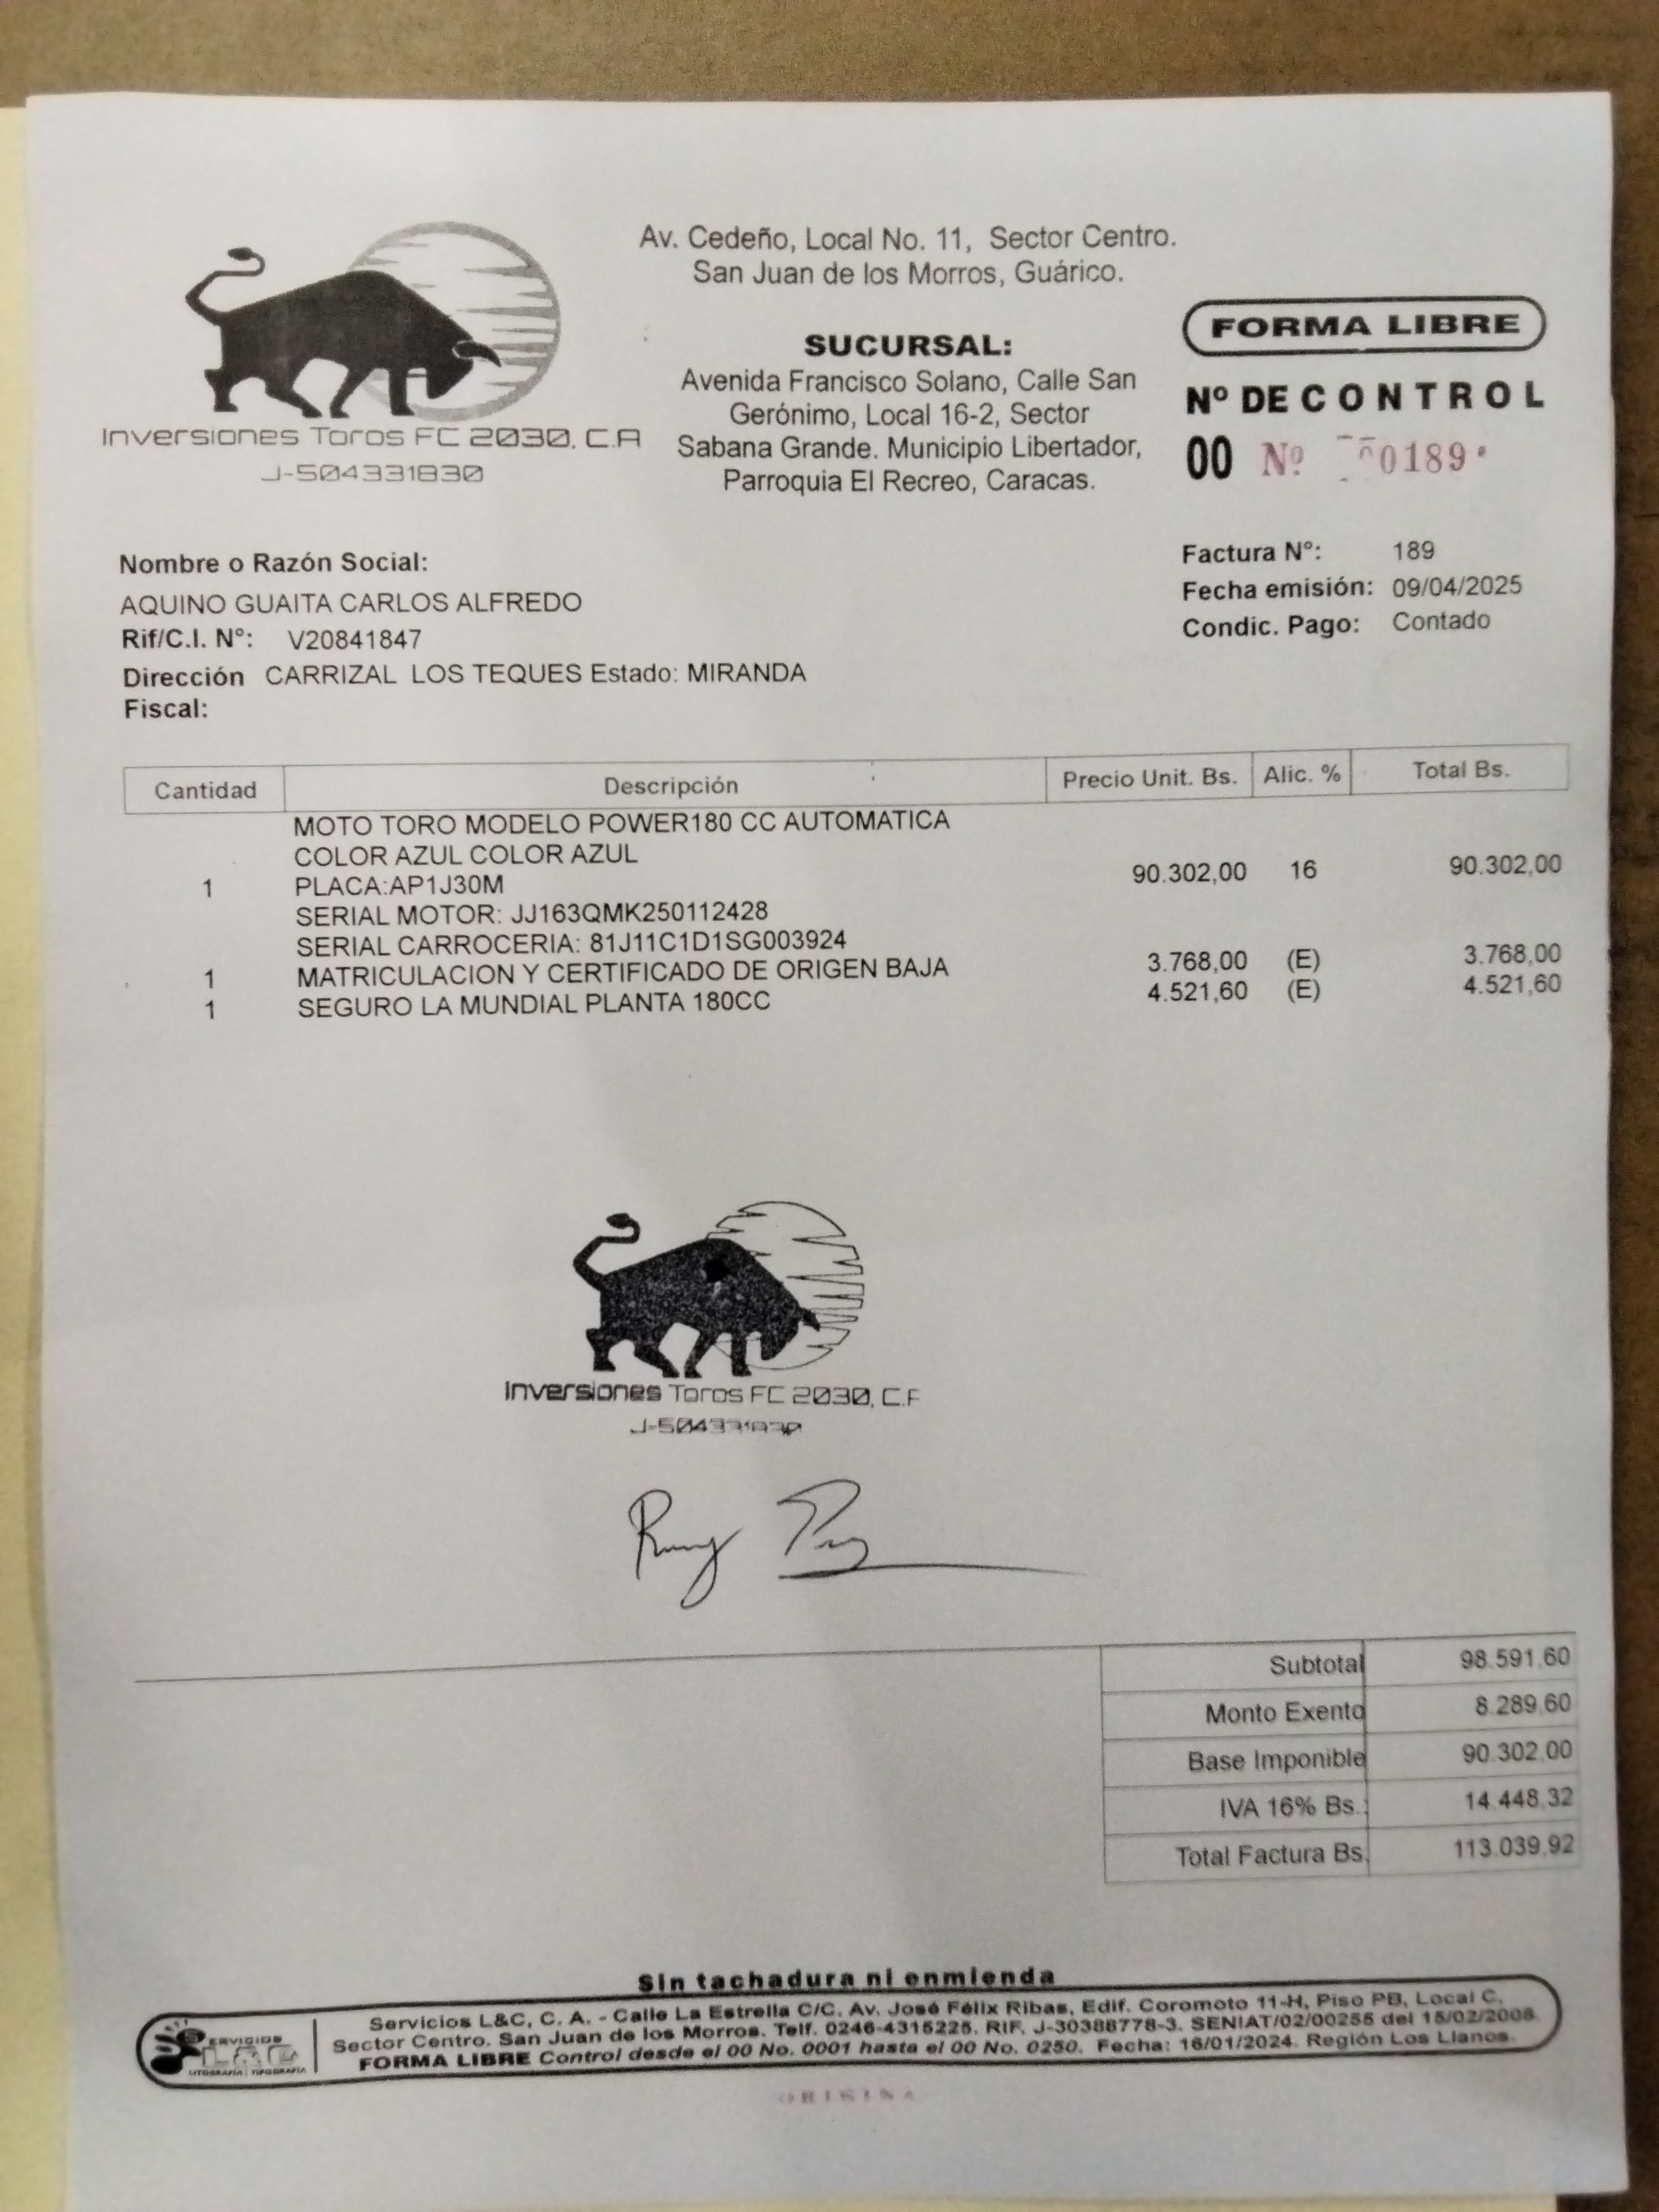 Av. Cedeño, Local No. 11, Sector Centro.
San Juan de los Morros, Guárico.
Inversiones Toros FC 2030, C.A
J-504331830
SUCURSAL:
Avenida Francisco Solano, Calle San
Gerónimo, Local 16-2, Sector
Sabana Grande. Municipio Libertador,
Parroquia El Recreo, Caracas.
FORMA LIBRE
Nº DE CONTROL
00 Nº 0189
Nombre o Razón Social:
AQUINO GUAITA CARLOS ALFREDO
Rif/C.I. N°: V20841847
Dirección CARRIZAL LOS TEQUES Estado: MIRANDA
Fiscal:
Factura N°: 189
Fecha emisión: 09/04/2025
Condic. Pago: Contado
Cantidad Descripción Precio Unit. Bs. Alic. % Total Bs.
MOTO TORO MODELO POWER180 CC AUTOMATICA
COLOR AZUL COLOR AZUL
1 PLACA:AP1J30M 90.302,00 16 90.302,00
SERIAL MOTOR: JJ163QMK250112428
SERIAL CARROCERIA: 81J11C1D1SG003924
1 MATRICULACION Y CERTIFICADO DE ORIGEN BAJA 3.768,00 (E) 3.768,00
1 SEGURO LA MUNDIAL PLANTA 180CC 4.521,60 (E) 4.521,60
Inversiones Toros FC 2030, C.
Subtotal 98.591,60
Monto Exento 8.289,60
Base Imponible 90.302,00
IVA 16% Bs.: 14.448,32
Total Factura Bs. 113.039,92
Sin tachadura ni enmienda
SERVICIOS
L&C
LITOGRAFÍA | TIPOGRAFÍA
Servicios L&C, C. A. - Calle La Estrella C/C. Av. José Félix Ribas, Edif. Coromoto 11-H, Piso PB, Local C.
Sector Centro. San Juan de los Morros. Telf. 0246-4315225. RIF. J-30388778-3. SENIAT/02/00255 del 15/02/2008.
FORMA LIBRE Control desde el 00 No. 0001 hasta el 00 No. 0250. Fecha: 16/01/2024. Región Los Llanos.